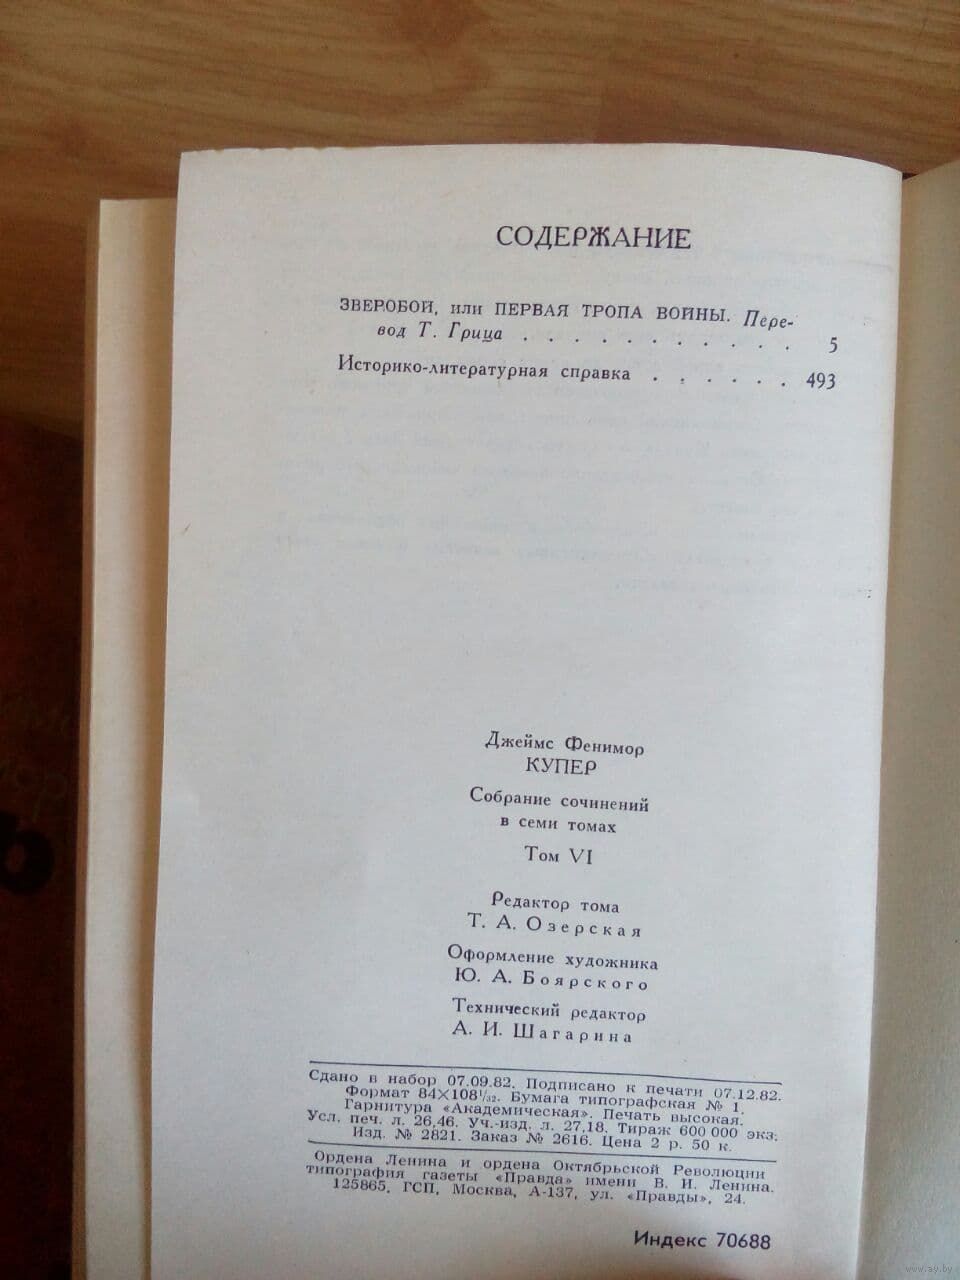 СОДЕРЖАНИЕ
ЗВЕРОБОЙ, или ПЕРВАЯ ТРОПА ВОЙНЫ. Пере-
вод Т. Грица . . . . . . . . . . . 5
Историко-литературная справка . . . . . . 493
Джеймс Фенимор
КУПЕР
Собрание сочинений
в семи томах
Том VI
Редактор тома
Т. А. Озерская
Оформление художника
Ю. А. Боярского
Технический редактор
А. И. Шагарина
Сдано в набор 07.09.82. Подписано к печати 07.12.82.
Формат 84×108¹/₃₂. Бумага типографская № 1.
Гарнитура «Академическая». Печать высокая.
Усл. печ. л. 26,46. Уч.-изд. л. 27,18. Тираж 600 000 экз.
Изд. № 2821. Заказ № 2616. Цена 2 р. 50 к.
Ордена Ленина и ордена Октябрьской Революции
типография газеты «Правда» имени В. И. Ленина.
125865, ГСП, Москва, А-137, ул. «Правды», 24.
Индекс 70688
www.ay.by